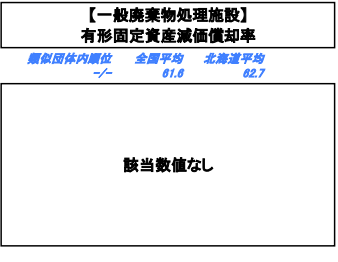 【一般廃棄物処理施設】
有形固定資産減価償却率
類似団体内順位 全国平均 北海道平均
-/- 61.6 62.7
該当数値なし